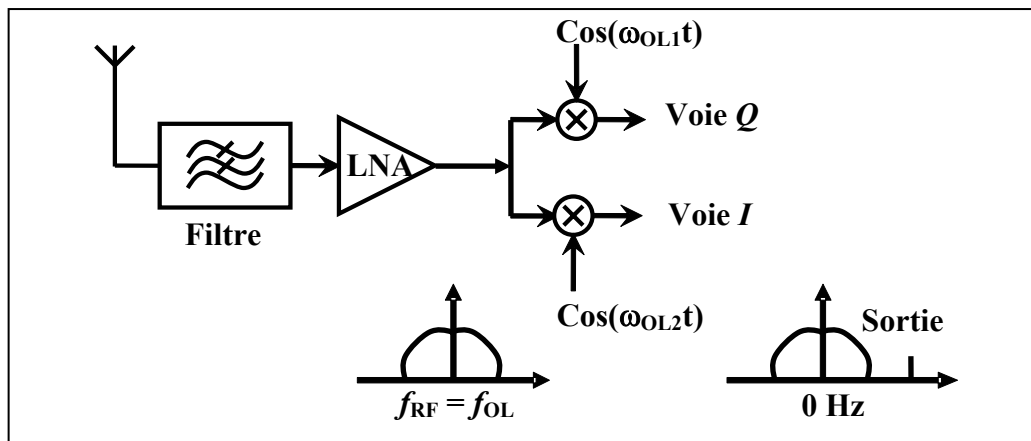 Cos(ωOL1t)
Voie Q
LNA
Filtre
Voie I
Cos(ωOL2t)
Sortie
fRF = fOL
0 Hz